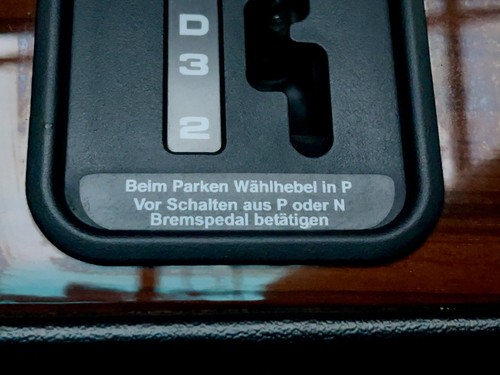 D
3
2
Beim Parken Wählhebel in P
Vor Schalten aus P oder N
Bremspedal betätigen